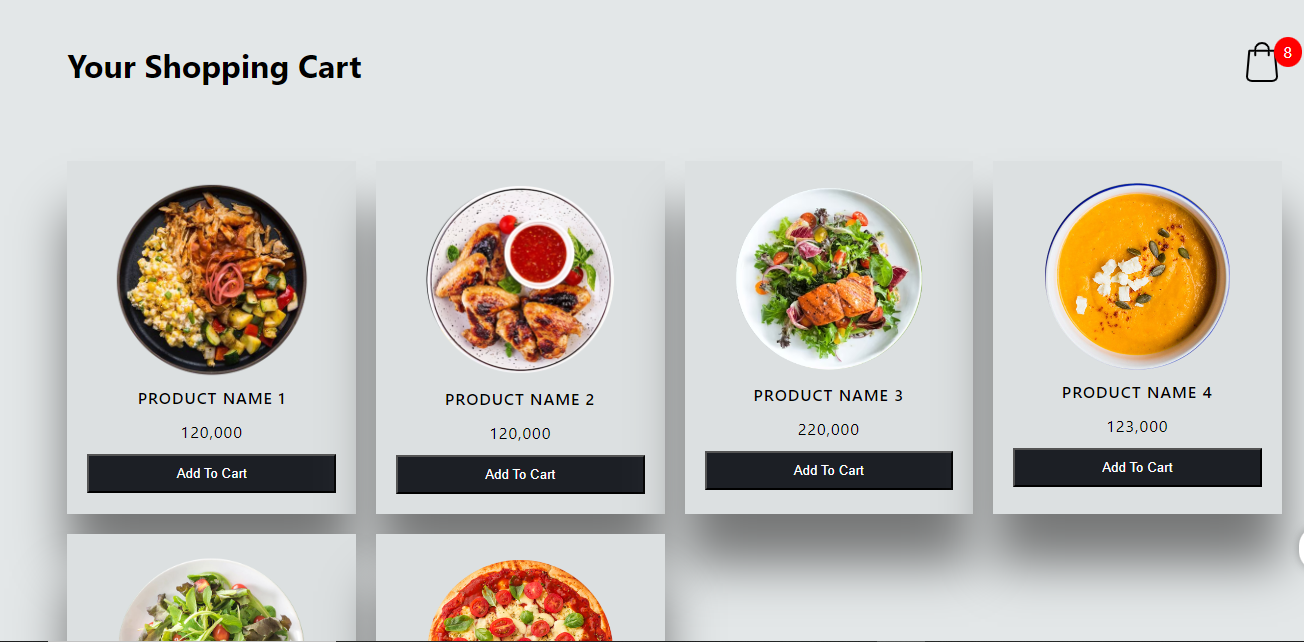 Your Shopping Cart
8
PRODUCT NAME 1
120,000
Add To Cart
PRODUCT NAME 2
120,000
Add To Cart
PRODUCT NAME 3
220,000
Add To Cart
PRODUCT NAME 4
123,000
Add To Cart